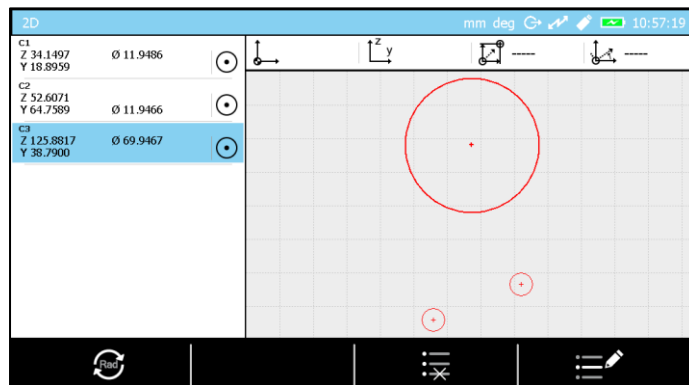 2D
mm deg 10:57:19
C1
Z 34.1497 Ø 11.9486
Y 18.8959
C2
Z 52.6071
Y 64.7589 Ø 11.9466
C3
Z 125.8817 Ø 69.9467
Y 38.7900
z
y
-----
-----
Rad